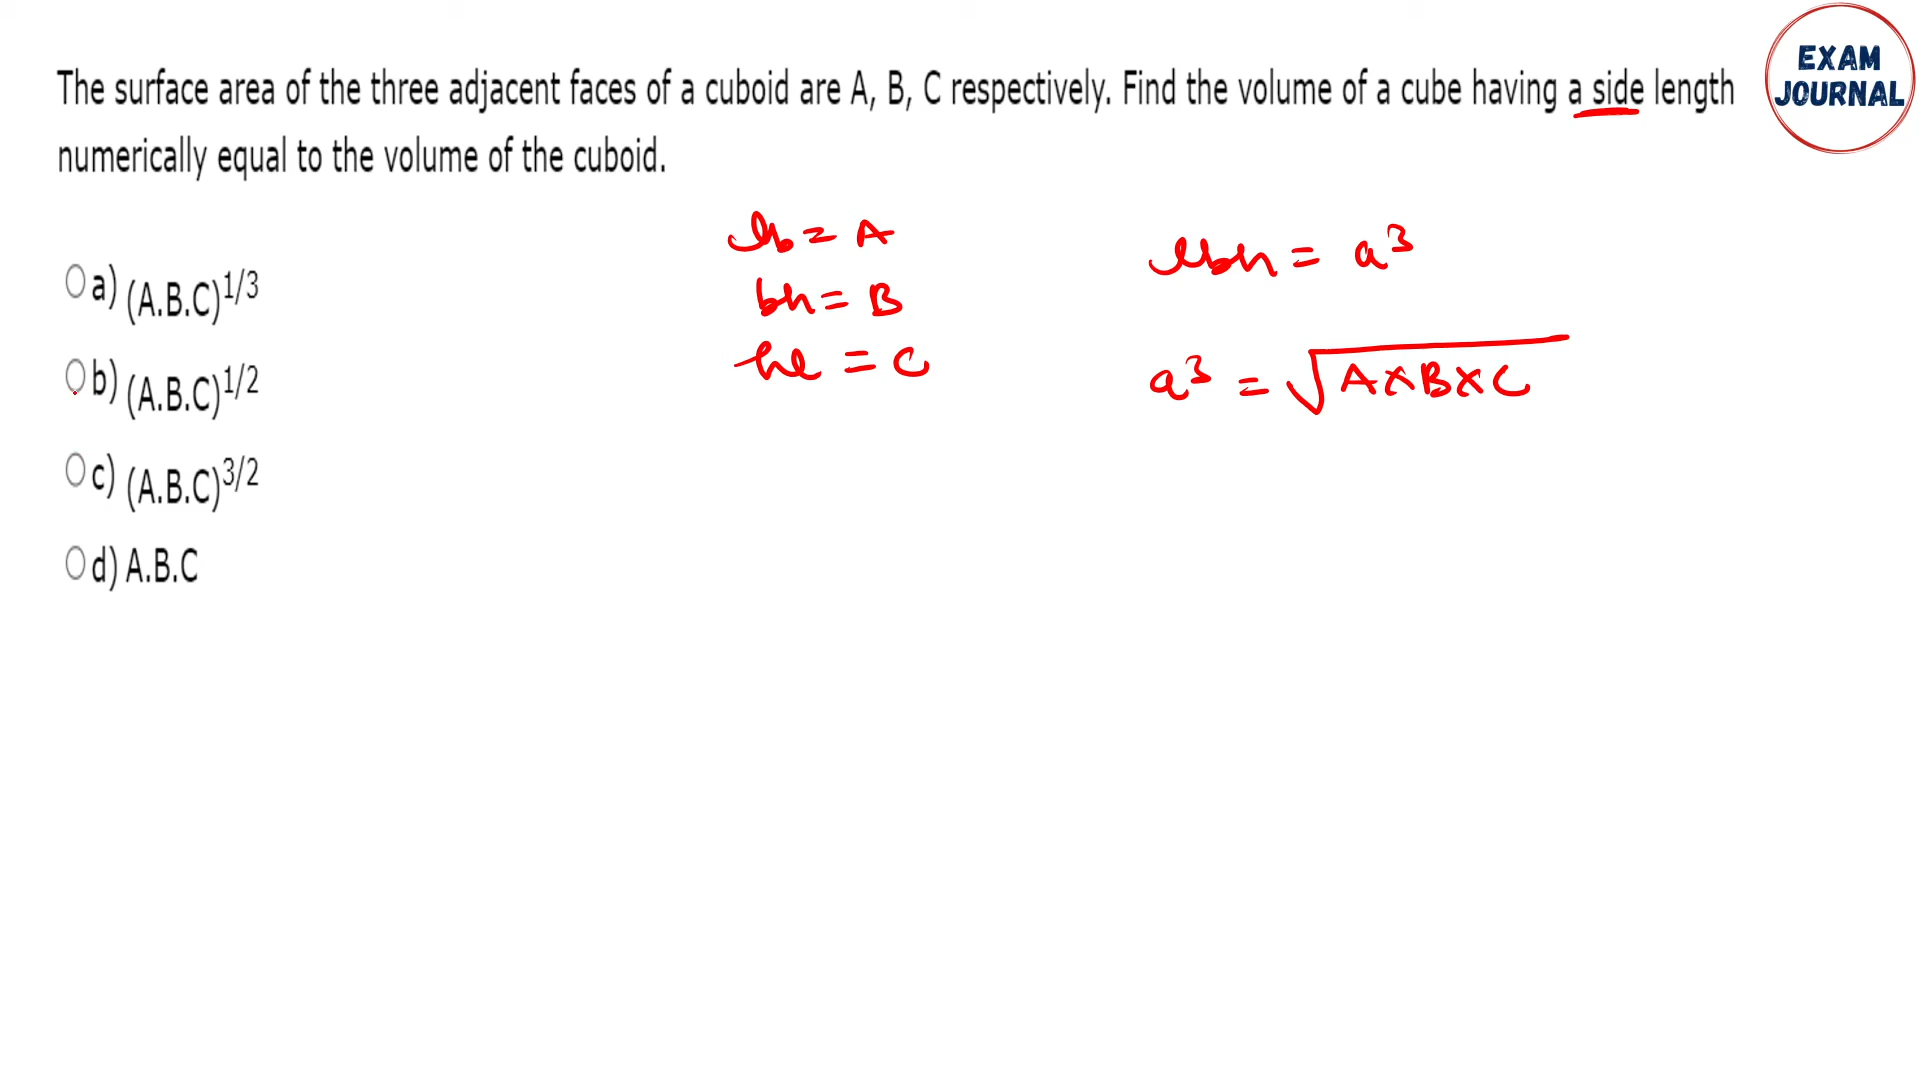 The surface area of the three adjacent faces of a cuboid are A, B, C respectively. Find the volume of a cube having a side length
numerically equal to the volume of the cuboid.
EXAM
JOURNAL
a) (A.B.C)^1/3
b) (A.B.C)^1/2
c) (A.B.C)^3/2
d) A.B.C
lb = A
bh = B
hl = C
lbh = a³
a³ = √A×B×C